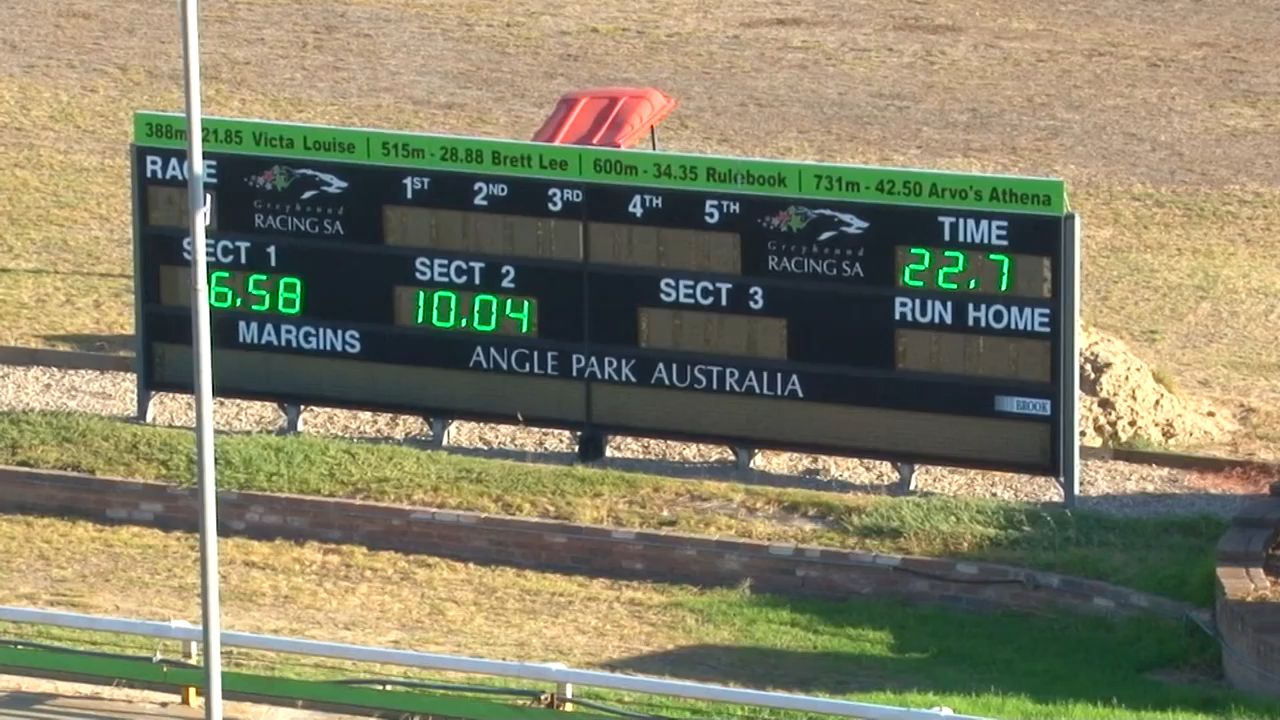 388m - 21.85 Victa Louise | 515m - 28.88 Brett Lee | 600m - 34.35 Rulebook | 731m - 42.50 Arvo's Athena
RACE
Greyhound
RACING SA
1ST 2ND 3RD 4TH 5TH
Greyhound
RACING SA
TIME
22.7
SECT 1
6.58
SECT 2
10.04
SECT 3
RUN HOME
MARGINS
ANGLE PARK AUSTRALIA
BROOK